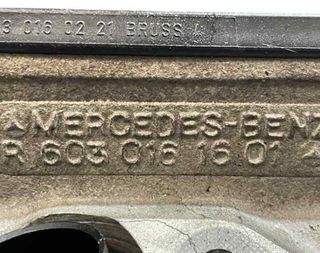 3 016 02 21 BRUSS
MERCEDES-BENZ
R 603 016 16 01